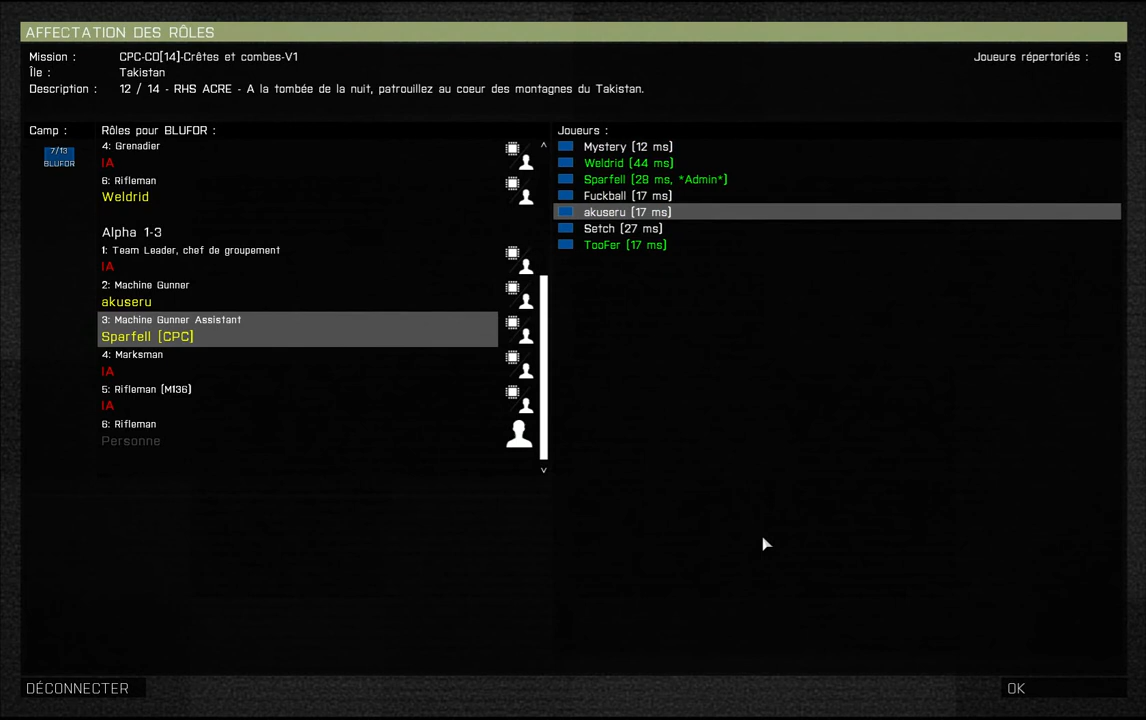 AFFECTATION DES RÔLES
Mission : CPC-CO[14]-Crêtes et combes-V1
Joueurs répertoriés : 9
Île : Takistan
Description : 12 / 14 - RHS ACRE - A la tombée de la nuit, patrouillez au coeur des montagnes du Takistan.
Camp :
7/13
BLUFOR
Rôles pour BLUFOR :
4: Grenadier
IA
6: Rifleman
Weldrid
Alpha 1-3
1: Team Leader, chef de groupement
IA
2: Machine Gunner
akuseru
3: Machine Gunner Assistant
Sparfell [CPC]
4: Marksman
IA
5: Rifleman (M136)
IA
6: Rifleman
Personne
Joueurs :
Mystery (12 ms)
Weldrid (44 ms)
Sparfell (28 ms, *Admin*)
Fuckball (17 ms)
akuseru (17 ms)
Setch (27 ms)
TooFer (17 ms)
DÉCONNECTER
OK